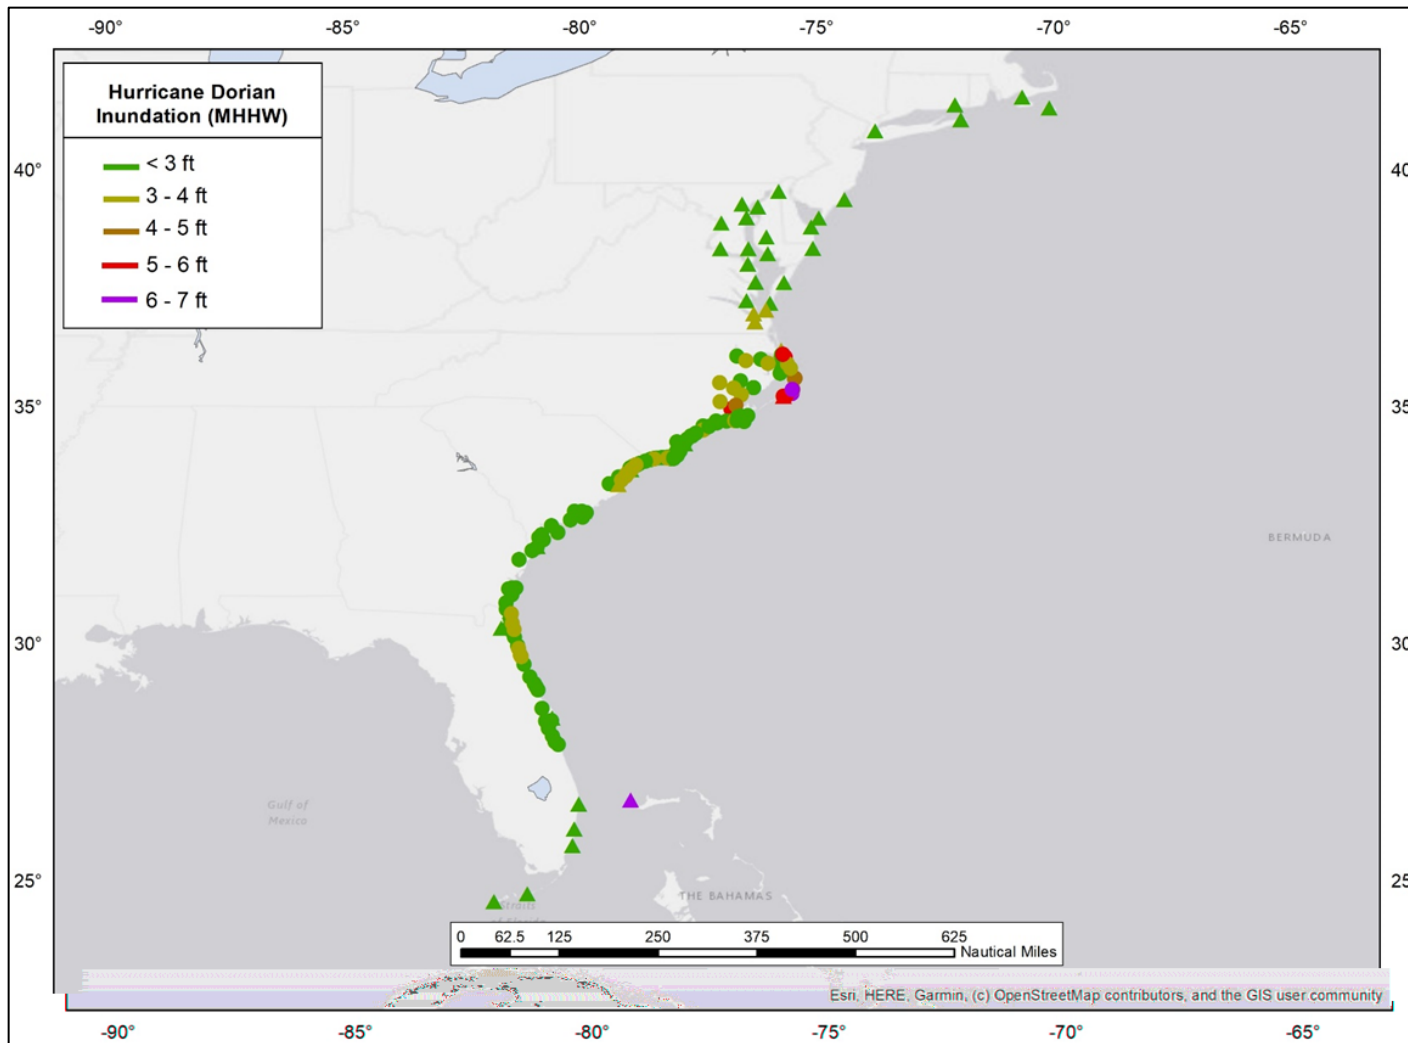 -90° -85° -80° -75° -70° -65°
Hurricane Dorian
Inundation (MHHW)
< 3 ft
3 - 4 ft
4 - 5 ft
5 - 6 ft
6 - 7 ft
40° 40
35° 35
BERMUDA
30° 30
Gulf of
Mexico
25° 25
THE BAHAMAS
Straits
of Florida
0 62.5 125 250 375 500 625
Nautical Miles
Esri, HERE, Garmin, (c) OpenStreetMap contributors, and the GIS user community
-90° -85° -80° -75° -70° -65°